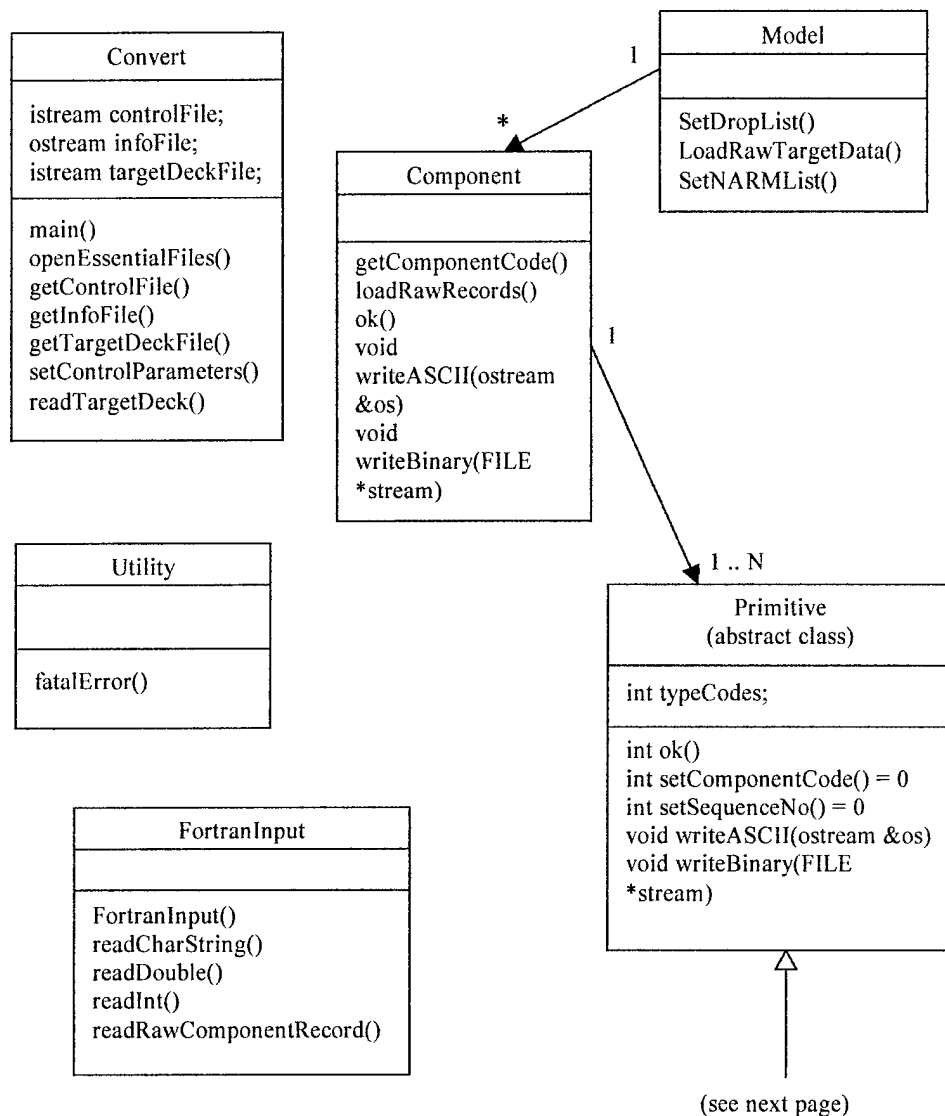 Convert
istream controlFile;
ostream infoFile;
istream targetDeckFile;
main()
openEssentialFiles()
getControlFile()
getInfoFile()
getTargetDeckFile()
setControlParameters()
readTargetDeck()
Model
SetDropList()
LoadRawTargetData()
SetNARMList()
1
*
Component
getComponentCode()
loadRawRecords()
ok()
void
writeASCII(ostream
&os)
void
writeBinary(FILE
*stream)
1
1 .. N
Utility
fatalError()
Primitive
(abstract class)
int typeCodes;
int ok()
int setComponentCode() = 0
int setSequenceNo() = 0
void writeASCII(ostream &os)
void writeBinary(FILE
*stream)
FortranInput
FortranInput()
readCharString()
readDouble()
readInt()
readRawComponentRecord()
(see next page)